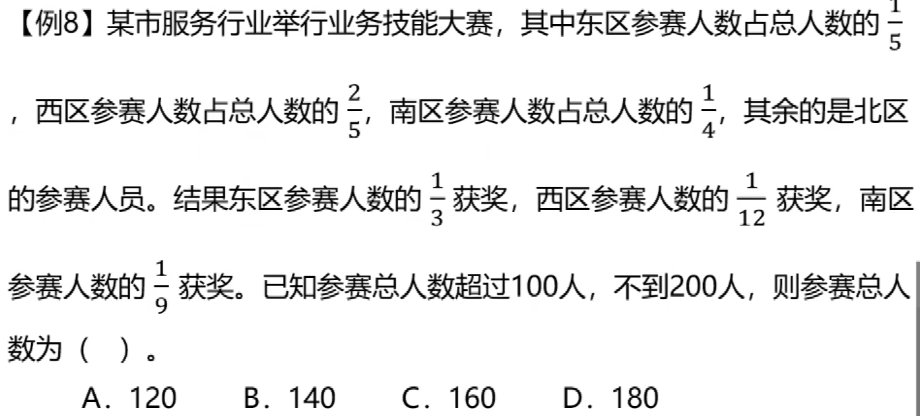 【例8】某市服务行业举行业务技能大赛，其中东区参赛人数占总人数的 1/5
，西区参赛人数占总人数的 2/5，南区参赛人数占总人数的 1/4，其余的是北区
的参赛人员。结果东区参赛人数的 1/3 获奖，西区参赛人数的 1/12 获奖，南区
参赛人数的 1/9 获奖。已知参赛总人数超过100人，不到200人，则参赛总人
数为（ ）。
A．120 B．140 C．160 D．180